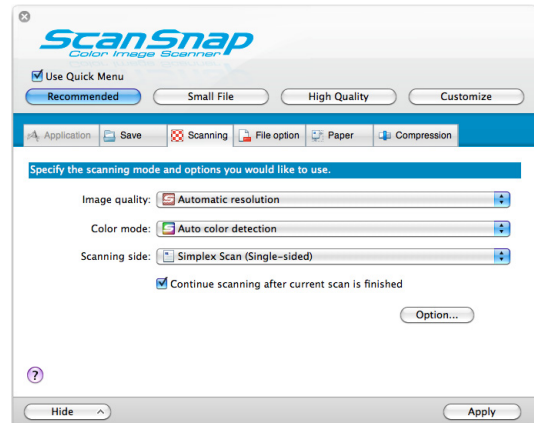 ScanSnap
Color Image Scanner
Use Quick Menu
Recommended Small File High Quality Customize
Application Save Scanning File option Paper Compression
Specify the scanning mode and options you would like to use.
Image quality: Automatic resolution
Color mode: Auto color detection
Scanning side: Simplex Scan (Single-sided)
Continue scanning after current scan is finished
Option...
?
Hide Apply